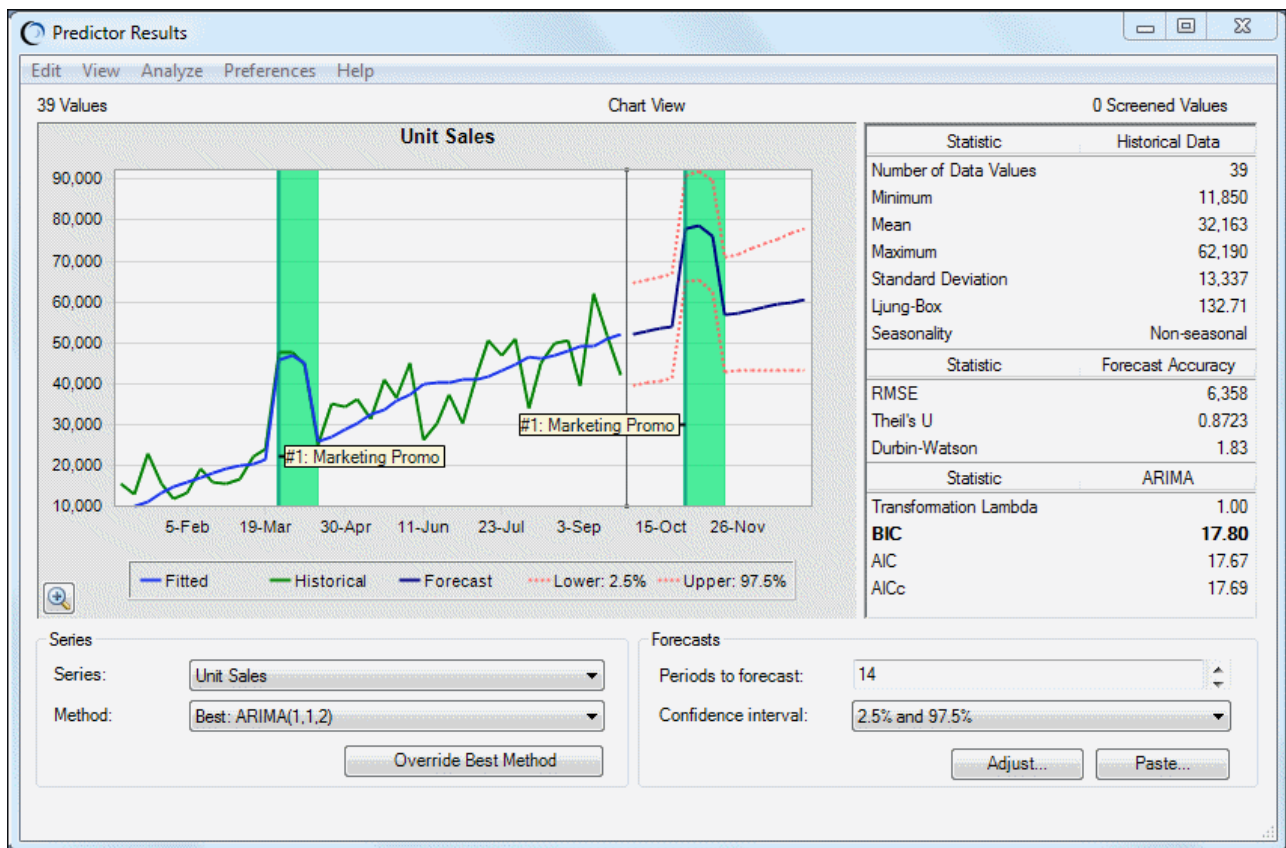 Predictor Results
Edit View Analyze Preferences Help
39 Values Chart View 0 Screened Values
Unit Sales
90,000
80,000
70,000
60,000
50,000
40,000
30,000
20,000
10,000
#1: Marketing Promo
#1: Marketing Promo
5-Feb 19-Mar 30-Apr 11-Jun 23-Jul 3-Sep 15-Oct 26-Nov
Fitted Historical Forecast Lower: 2.5% Upper: 97.5%
Statistic Historical Data
Number of Data Values 39
Minimum 11,850
Mean 32,163
Maximum 62,190
Standard Deviation 13,337
Ljung-Box 132.71
Seasonality Non-seasonal
Statistic Forecast Accuracy
RMSE 6,358
Theil's U 0.8723
Durbin-Watson 1.83
Statistic ARIMA
Transformation Lambda 1.00
BIC 17.80
AIC 17.67
AICc 17.69
Series
Series: Unit Sales
Method: Best: ARIMA(1,1,2)
Override Best Method
Forecasts
Periods to forecast: 14
Confidence interval: 2.5% and 97.5%
Adjust... Paste...